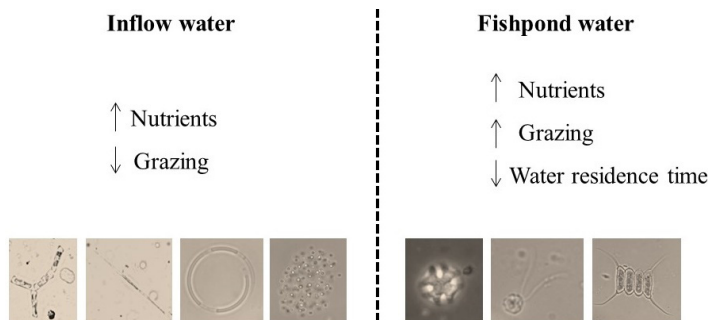 Inflow water
↑ Nutrients
↓ Grazing
Fishpond water
↑ Nutrients
↑ Grazing
↓ Water residence time